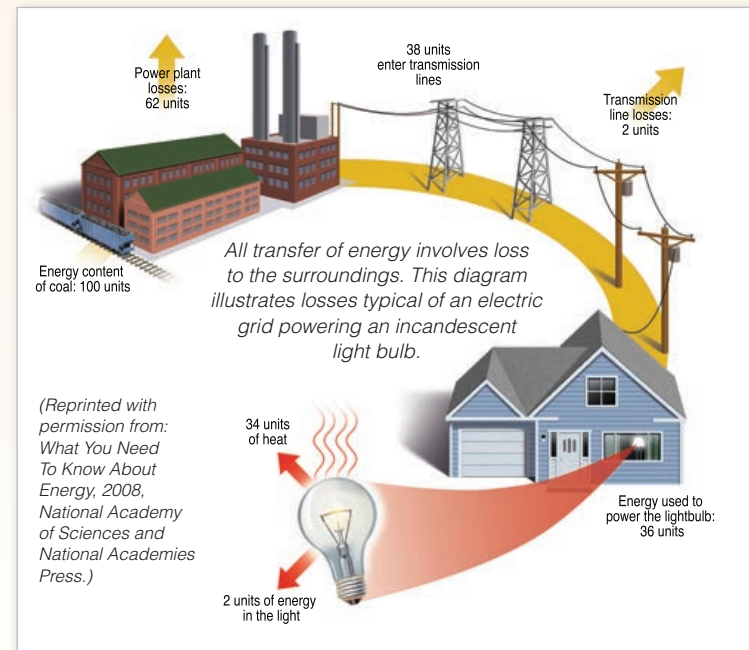 Power plant
losses:
62 units
38 units
enter transmission
lines
Transmission
line losses:
2 units
Energy content
of coal: 100 units
All transfer of energy involves loss
to the surroundings. This diagram
illustrates losses typical of an electric
grid powering an incandescent
light bulb.
(Reprinted with
permission from:
What You Need
To Know About
Energy, 2008,
National Academy
of Sciences and
National Academies
Press.)
34 units
of heat
Energy used to
power the lightbulb:
36 units
2 units of energy
in the light